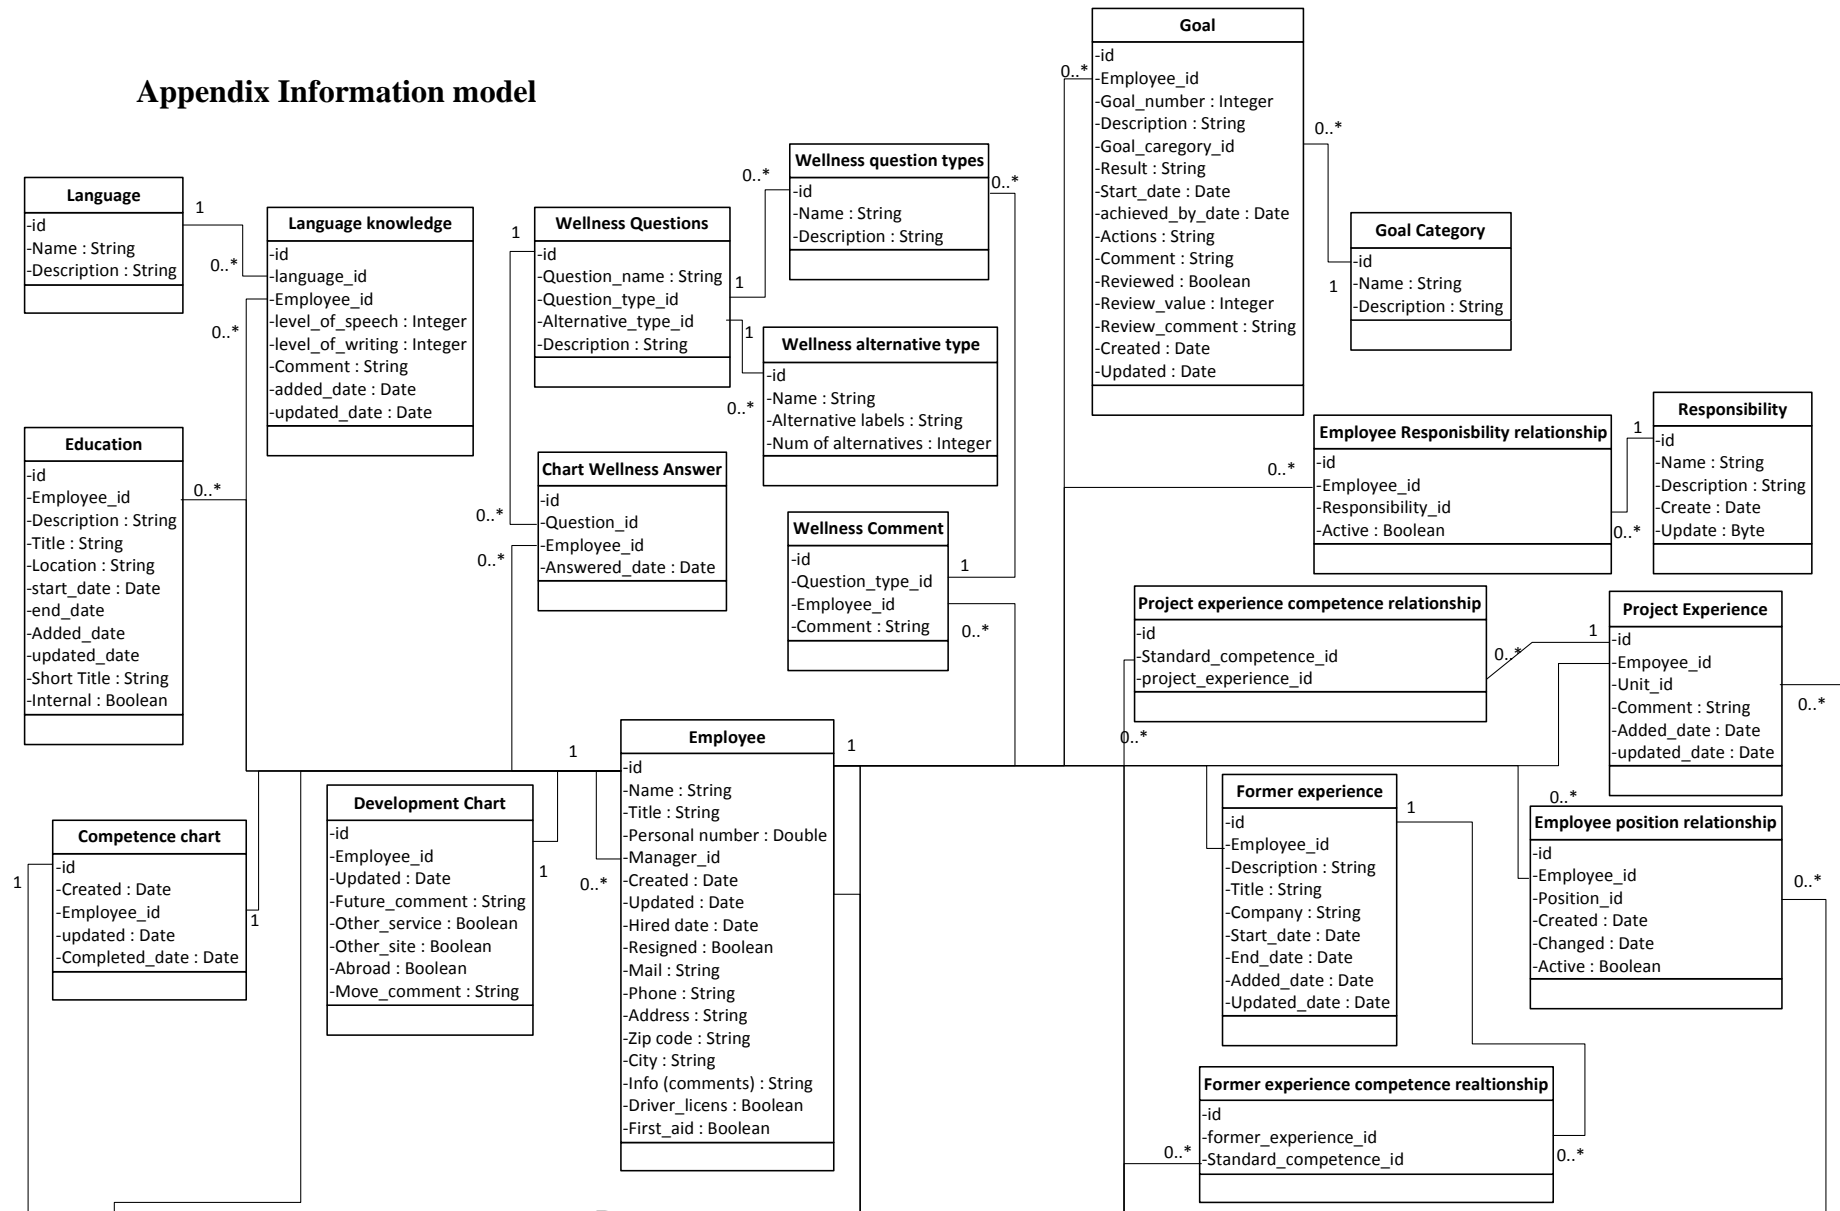 Appendix Information model
Language
-id
-Name : String
-Description : String
1
0..*
Language knowledge
-id
-language_id
-Employee_id
-level_of_speech : Integer
-level_of_writing : Integer
-Comment : String
-added_date : Date
-updated_date : Date
0..*
Education
-id
-Employee_id
-Description : String
-Title : String
-Location : String
-start_date : Date
-end_date
-Added_date
-updated_date
-Short Title : String
-Internal : Boolean
0..*
Wellness Questions
-id
-Question_name : String
-Question_type_id
-Alternative_type_id
-Description : String
1
1
1
Wellness question types
-id
-Name : String
-Description : String
0..*
0..*
Wellness alternative type
-id
-Name : String
-Alternative labels : String
-Num of alternatives : Integer
0..*
Chart Wellness Answer
-id
-Question_id
-Employee_id
-Answered_date : Date
0..*
0..*
Wellness Comment
-id
-Question_type_id
-Employee_id
-Comment : String
1
0..*
Goal
-id
-Employee_id
-Goal_number : Integer
-Description : String
-Goal_caregory_id
-Result : String
-Start_date : Date
-achieved_by_date : Date
-Actions : String
-Comment : String
-Reviewed : Boolean
-Review_value : Integer
-Review_comment : String
-Created : Date
-Updated : Date
0..*
0..*
Goal Category
-id
-Name : String
-Description : String
1
Employee Responisbility relationship
-id
-Employee_id
-Responsibility_id
-Active : Boolean
0..*
0..*
Responsibility
-id
-Name : String
-Description : String
-Create : Date
-Update : Byte
1
Project experience competence relationship
-id
-Standard_competence_id
-project_experience_id
0..*
0..*
Project Experience
-id
-Empoyee_id
-Unit_id
-Comment : String
-Added_date : Date
-updated_date : Date
1
0..*
Employee
-id
-Name : String
-Title : String
-Personal number : Double
-Manager_id
-Created : Date
-Updated : Date
-Hired date : Date
-Resigned : Boolean
-Mail : String
-Phone : String
-Address : String
-Zip code : String
-City : String
-Info (comments) : String
-Driver_licens : Boolean
-First_aid : Boolean
1
1
0..*
Competence chart
-id
-Created : Date
-Employee_id
-updated : Date
-Completed_date : Date
1
1
Development Chart
-id
-Employee_id
-Updated : Date
-Future_comment : String
-Other_service : Boolean
-Other_site : Boolean
-Abroad : Boolean
-Move_comment : String
1
Former experience
-id
-Employee_id
-Description : String
-Title : String
-Company : String
-Start_date : Date
-End_date : Date
-Added_date : Date
-Updated_date : Date
1
Employee position relationship
-id
-Employee_id
-Position_id
-Created : Date
-Changed : Date
-Active : Boolean
0..*
0..*
Former experience competence realtionship
-id
-former_experience_id
-Standard_competence_id
0..*
0..*